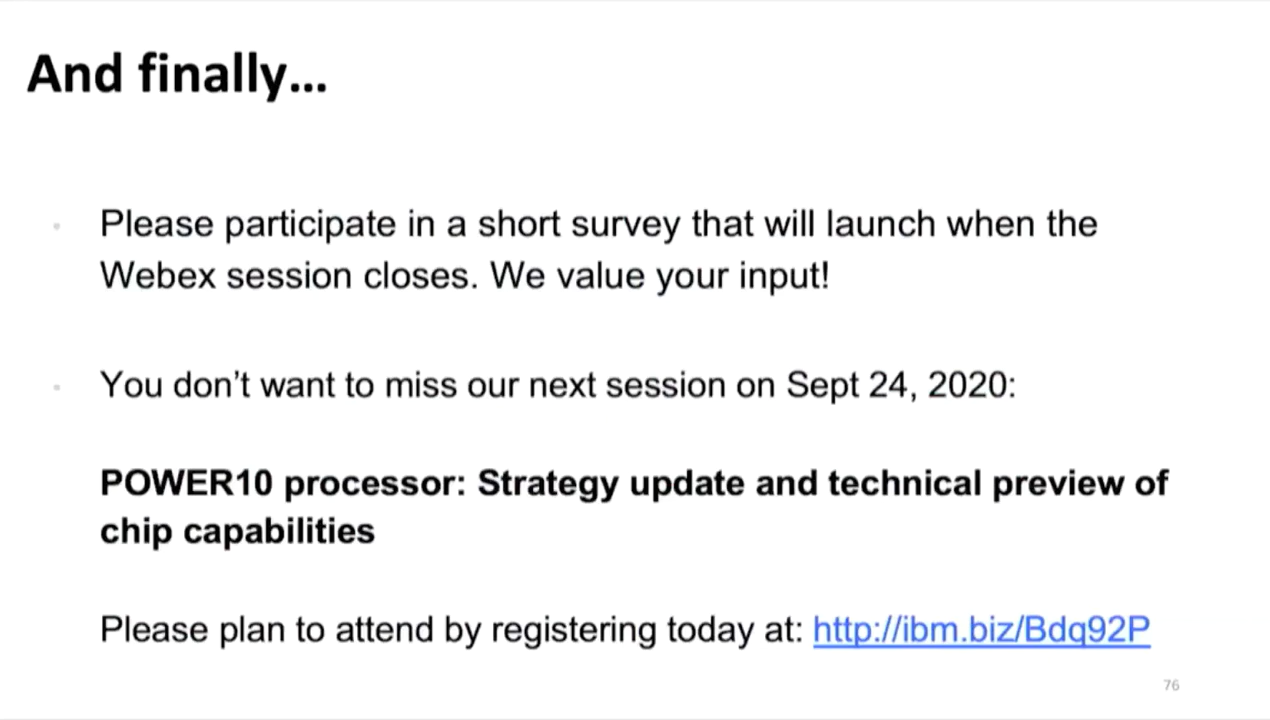 And finally…
Please participate in a short survey that will launch when the
Webex session closes. We value your input!
You don’t want to miss our next session on Sept 24, 2020:
POWER10 processor: Strategy update and technical preview of
chip capabilities
Please plan to attend by registering today at: http://ibm.biz/Bdq92P
76